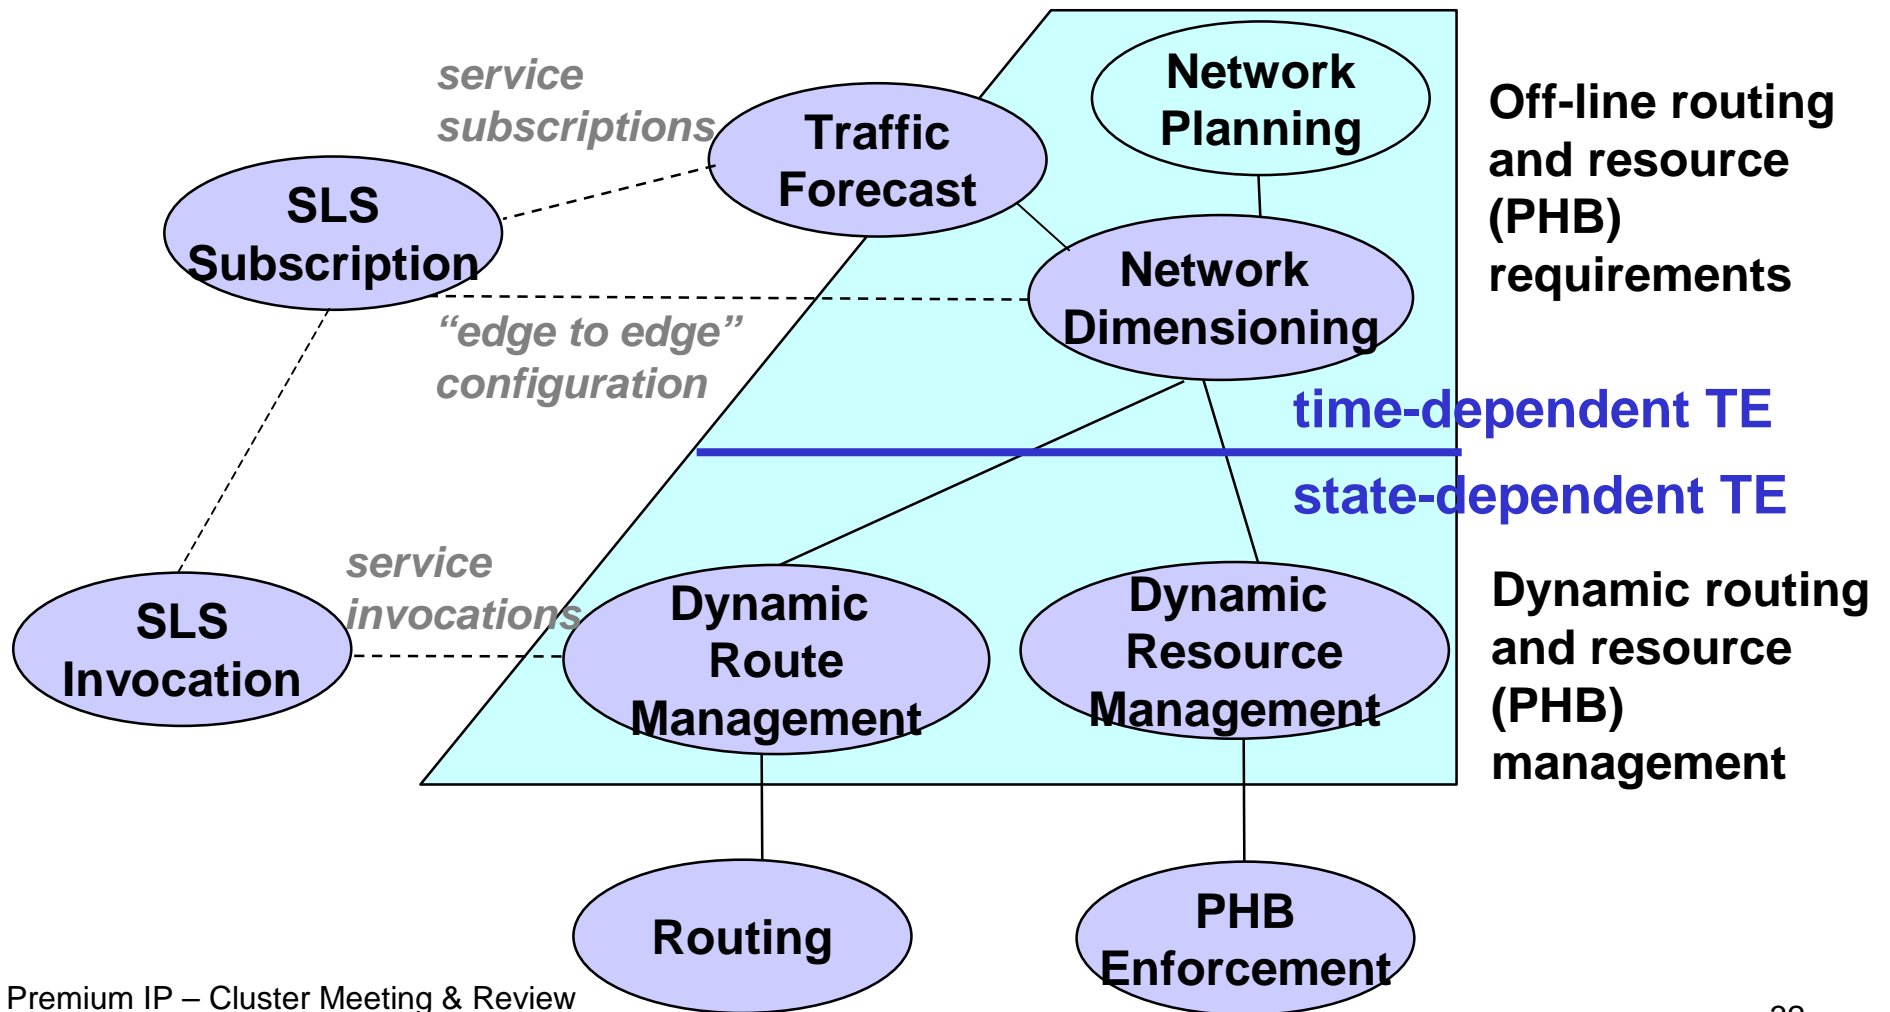 service
subscriptions
Traffic
Forecast
Network
Planning
Off-line routing
and resource
(PHB)
requirements
SLS
Subscription
Network
Dimensioning
“edge to edge”
configuration
time-dependent TE
state-dependent TE
service
invocations
SLS
Invocation
Dynamic
Route
Management
Dynamic
Resource
Management
Dynamic routing
and resource
(PHB)
management
Routing
PHB
Enforcement
Premium IP – Cluster Meeting & Review